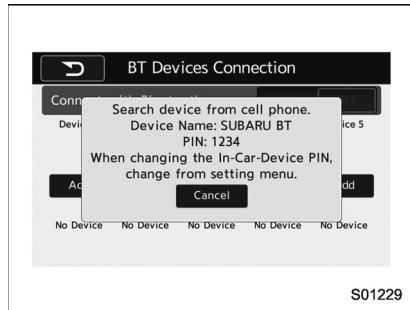 BT Devices Connection
Search device from cell phone.
Device Name: SUBARU BT
PIN: 1234
When changing the In-Car-Device PIN,
change from setting menu.
Cancel
No Device No Device No Device No Device No Device
S01229